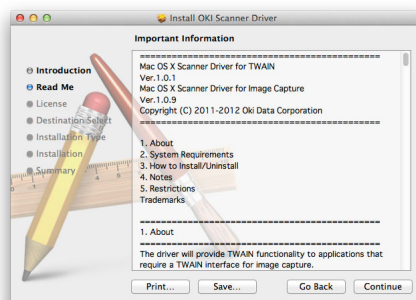 Install OKI Scanner Driver
Important Information
Introduction
Read Me
License
Destination Select
Installation Type
Installation
Summary
==================================================
Mac OS X Scanner Driver for TWAIN
Ver.1.0.1
Mac OS X Scanner Driver for Image Capture
Ver.1.0.9
Copyright (C) 2011-2012 Oki Data Corporation
==================================================
1. About
2. System Requirements
3. How to Install/Uninstall
4. Notes
5. Restrictions
Trademarks
==================================================
1. About
==================================================
The driver will provide TWAIN functionality to applications that
require a TWAIN interface for image capture.
Print...
Save...
Go Back
Continue